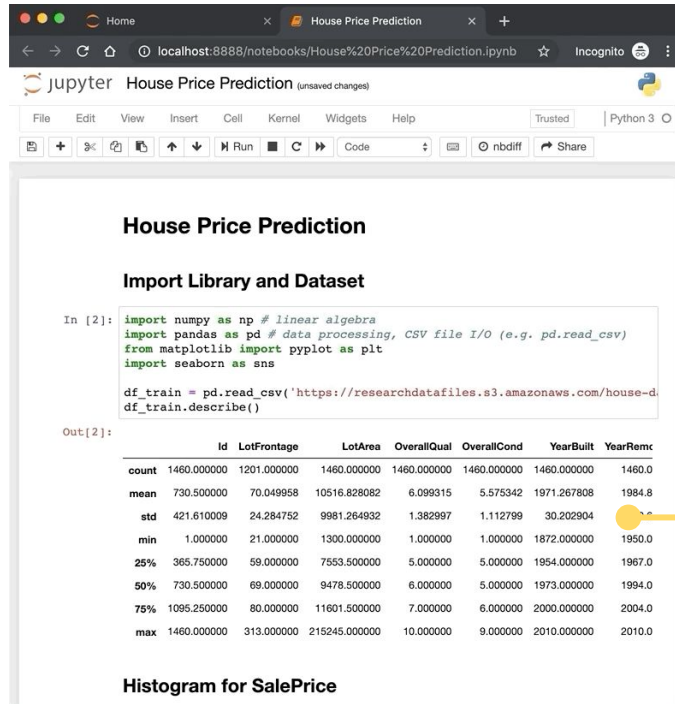 Home
House Price Prediction
localhost:8888/notebooks/House%20Price%20Prediction.ipynb
Incognito
jupyter House Price Prediction (unsaved changes)
File Edit View Insert Cell Kernel Widgets Help Trusted Python 3
Run Code nbdiff Share
House Price Prediction
Import Library and Dataset
In [2]: import numpy as np # linear algebra
import pandas as pd # data processing, CSV file I/O (e.g. pd.read_csv)
from matplotlib import pyplot as plt
import seaborn as sns
df_train = pd.read_csv('https://researchdatafiles.s3.amazonaws.com/house-d
df_train.describe()
Out[2]:
Id LotFrontage LotArea OverallQual OverallCond YearBuilt YearRemo
count 1460.000000 1201.000000 1460.000000 1460.000000 1460.000000 1460.000000 1460.0
mean 730.500000 70.049958 10516.828082 6.099315 5.575342 1971.267808 1984.8
std 421.610009 24.284752 9981.264932 1.382997 1.112799 30.202904
min 1.000000 21.000000 1300.000000 1.000000 1.000000 1872.000000 1950.0
25% 365.750000 59.000000 7553.500000 5.000000 5.000000 1954.000000 1967.0
50% 730.500000 69.000000 9478.500000 6.000000 5.000000 1973.000000 1994.0
75% 1095.250000 80.000000 11601.500000 7.000000 6.000000 2000.000000 2004.0
max 1460.000000 313.000000 215245.000000 10.000000 9.000000 2010.000000 2010.0
Histogram for SalePrice